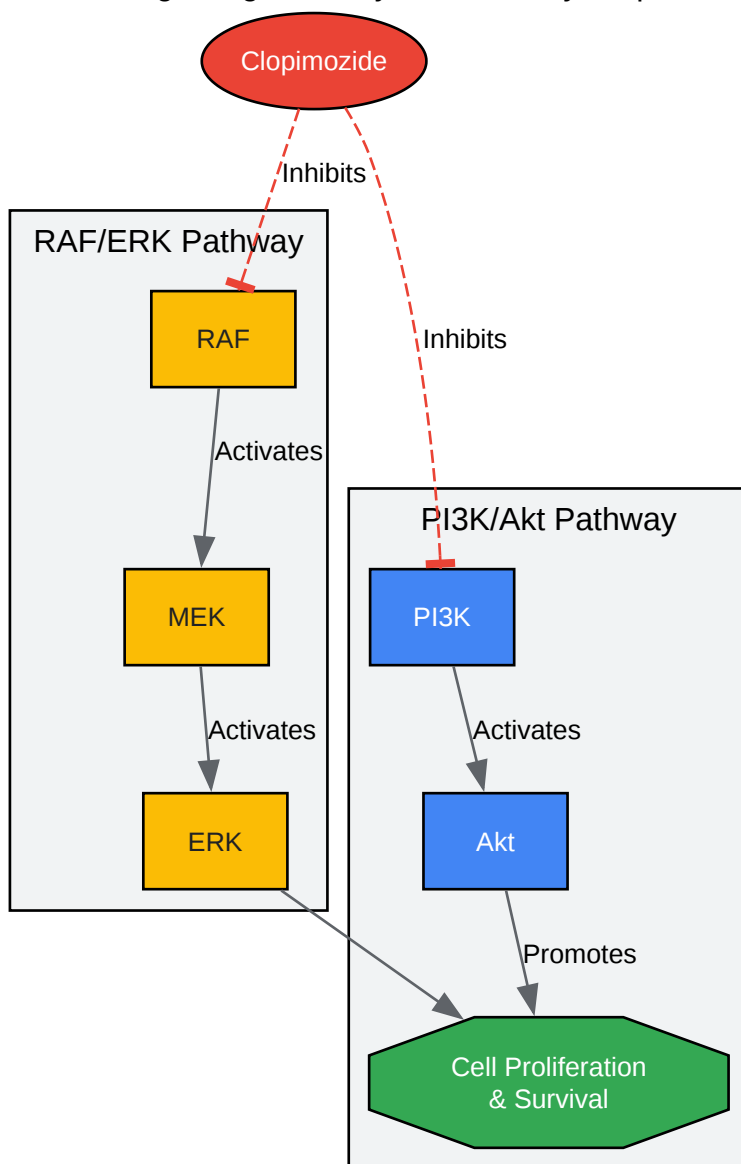 Clopimozide
Inhibits
RAF/ERK Pathway
RAF
Inhibits
Activates
PI3K/Akt Pathway
MEK
PI3K
Activates
Activates
ERK
Akt
Promotes
Cell Proliferation
& Survival